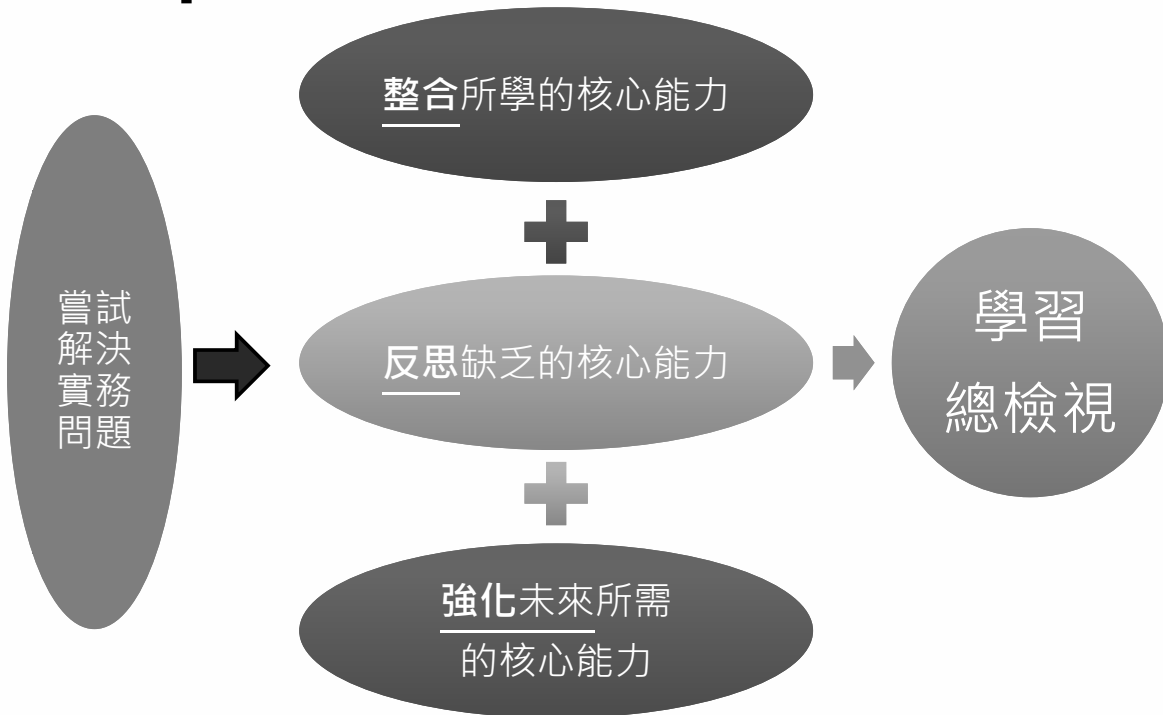 整合所學的核心能力
嘗試
解決
實務
問題
反思缺乏的核心能力
學習
總檢視
強化未來所需
的核心能力